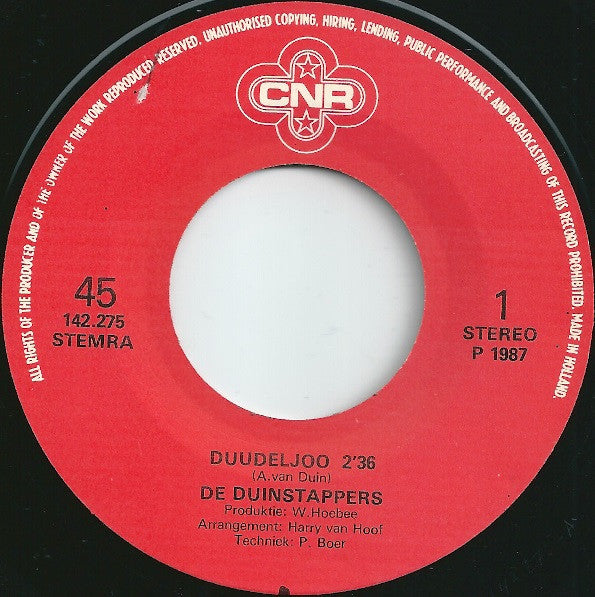 ALL RIGHTS OF THE PRODUCER AND OF THE OWNER OF THE WORK REPRODUCED RESERVED. UNAUTHORISED COPYING, HIRING, LENDING, PUBLIC PERFORMANCE AND BROADCASTING OF THIS RECORD PROHIBITED. MADE IN HOLLAND.
CNR
45
142.275
STEMRA
1
STEREO
P 1987
DUUDELJOO 2'36
(A.van Duin)
DE DUINSTAPPERS
Produktie: W.Hoebee
Arrangement: Harry van Hoof
Techniek: P. Boer